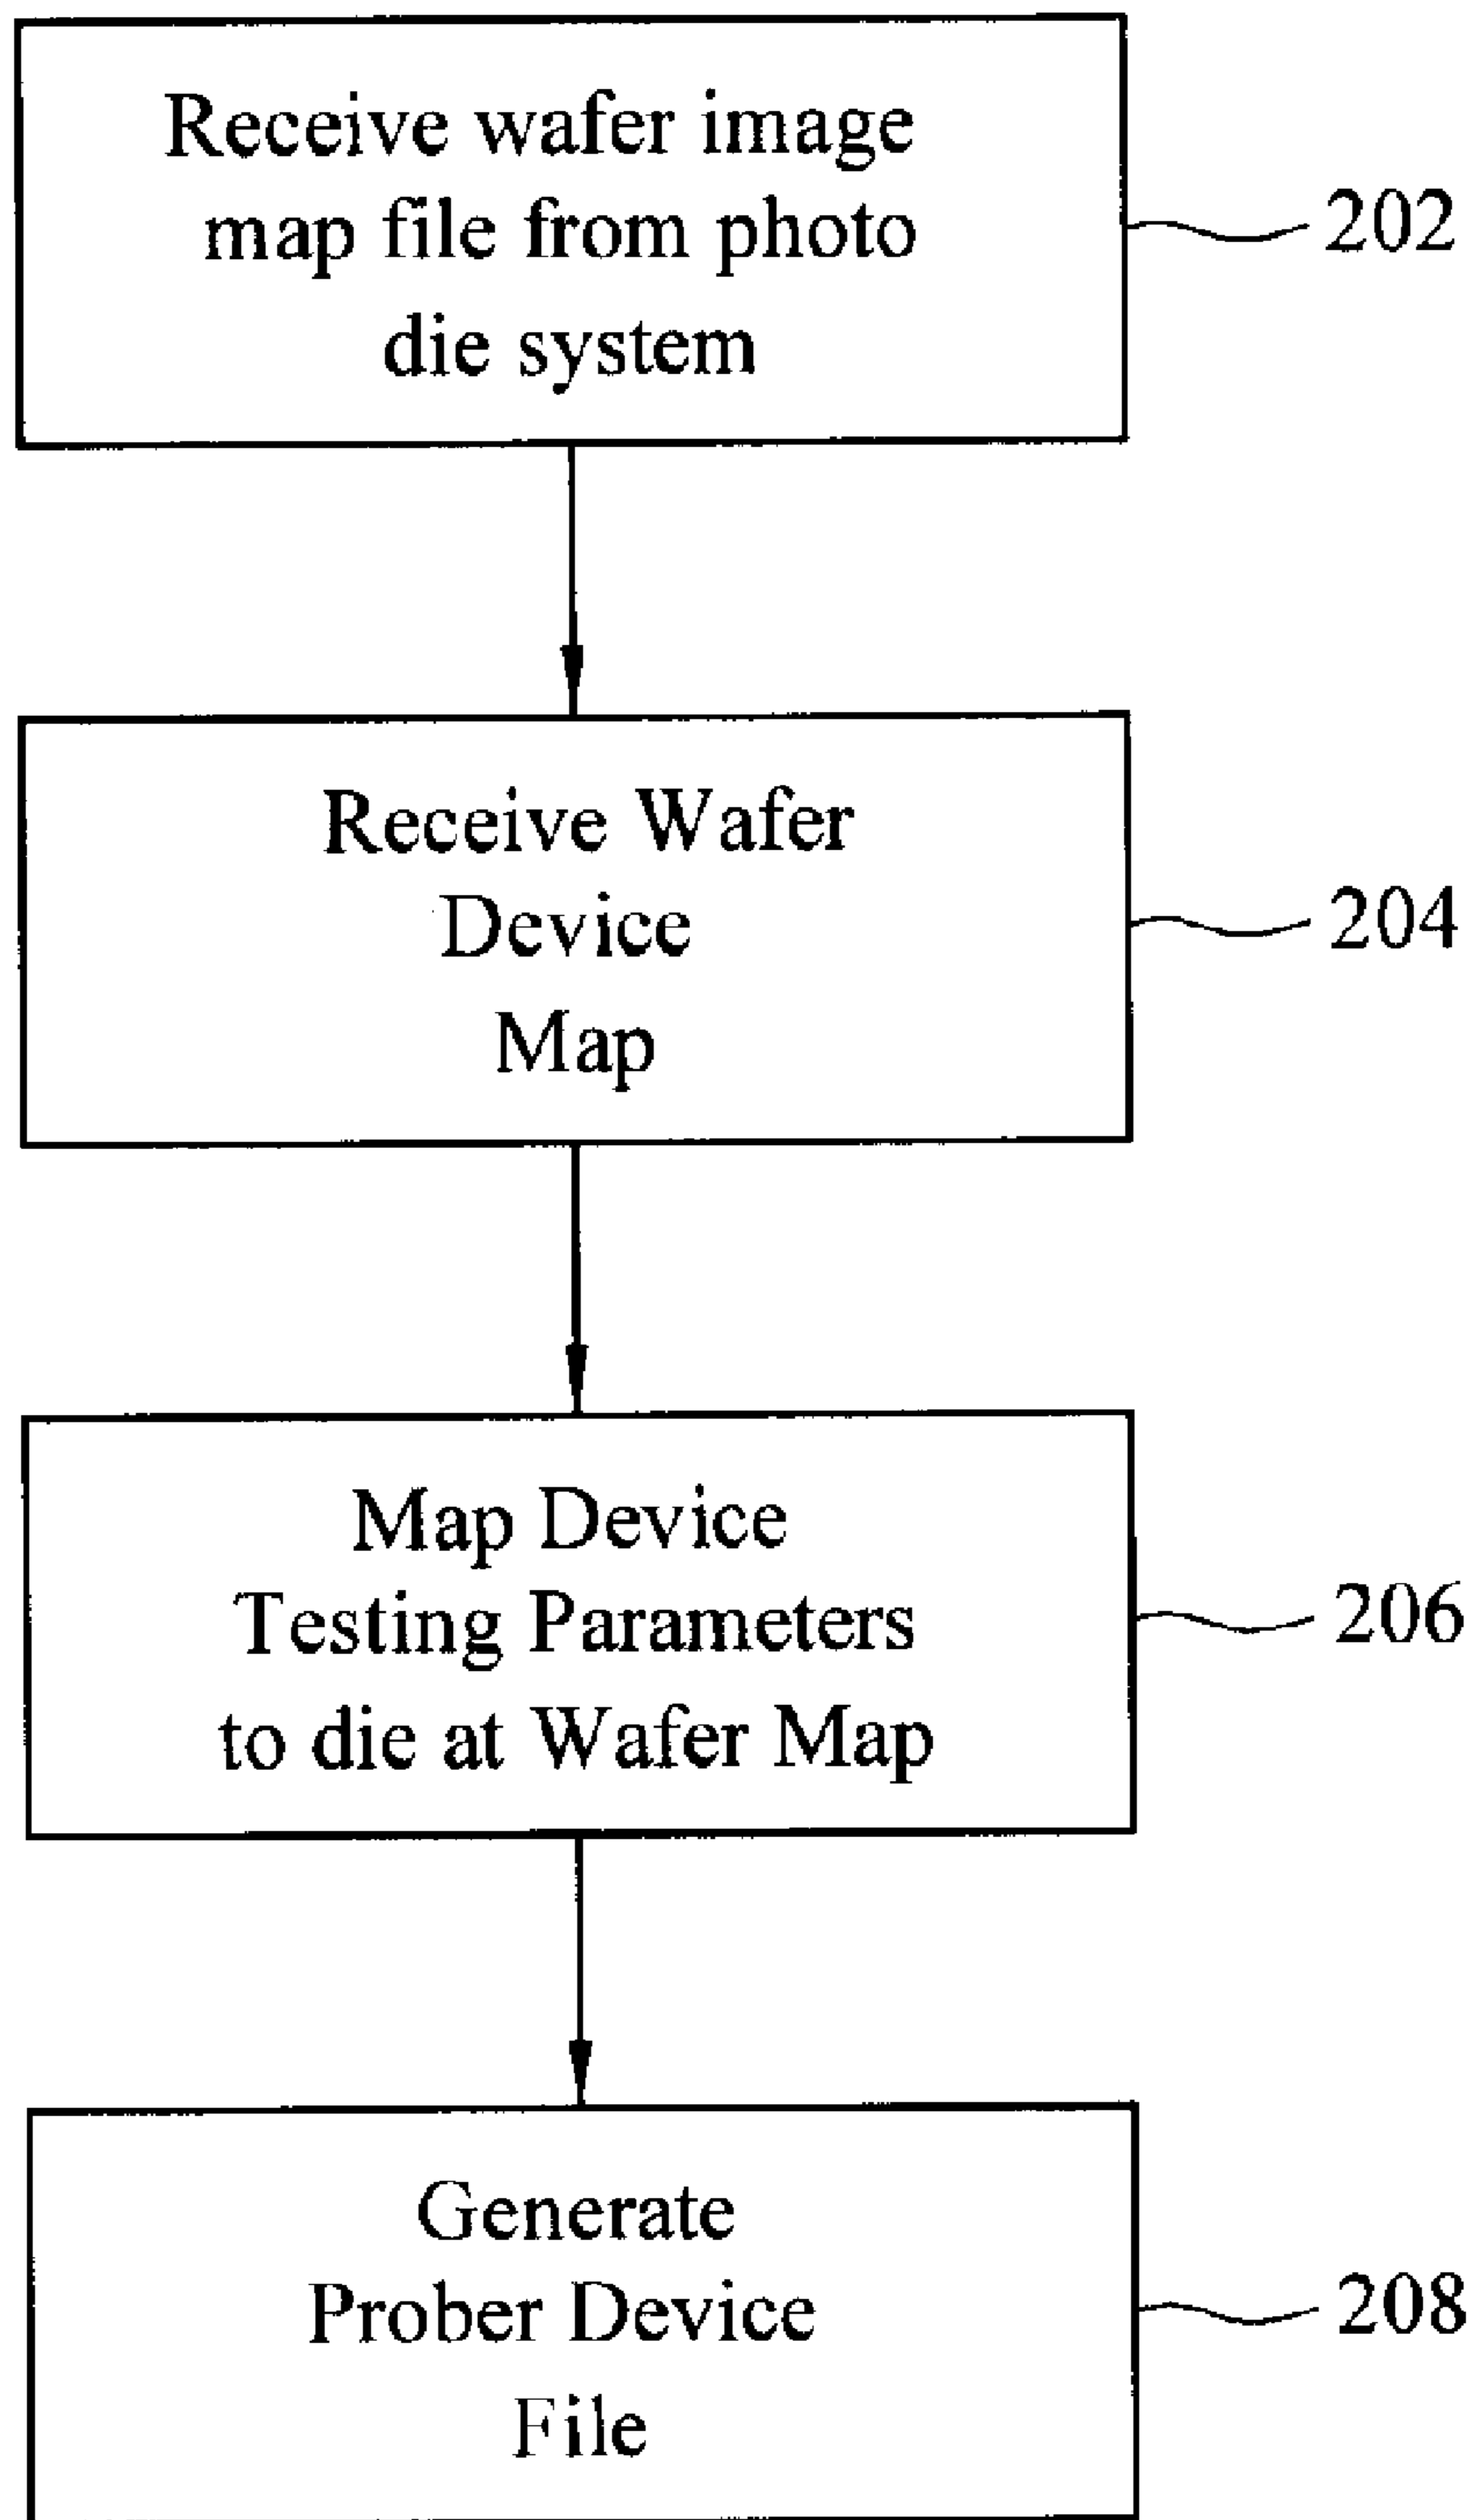 Receive wafer image
map file from photo
die system
202
Receive Wafer
Device
Map
204
Map Device
Testing Parameters
to die at Wafer Map
206
Generate
Prober Device
File
208